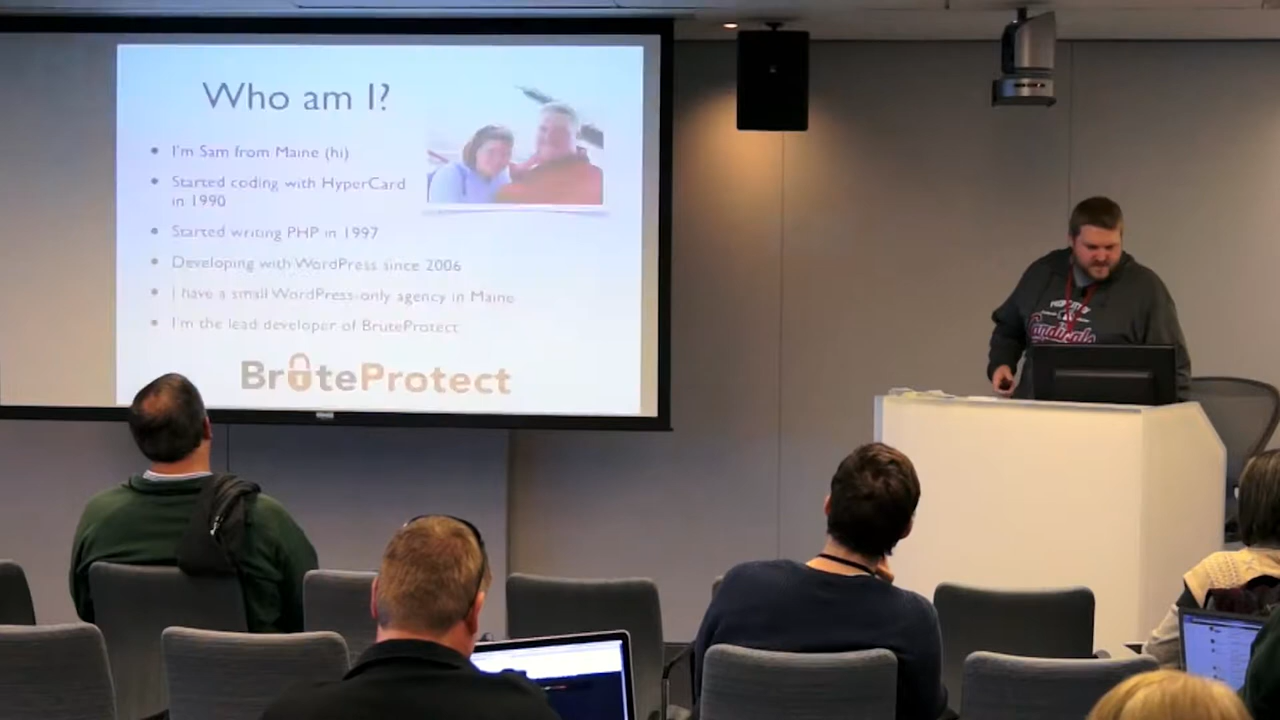 Who am I?
I'm Sam from Maine (hi)
Started coding with HyperCard
in 1990
Started writing PHP in 1997
Developing with WordPress since 2006
I have a small WordPress-only agency in Maine
I'm the lead developer of BruteProtect
BruteProtect
Cardinals